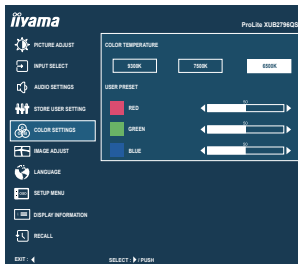 iiyama
ProLite XUB2796QS
PICTURE ADJUST
INPUT SELECT
AUDIO SETTINGS
STORE USER SETTING
COLOR SETTINGS
IMAGE ADJUST
LANGUAGE
SETUP MENU
DISPLAY INFORMATION
RECALL
COLOR TEMPERATURE
9300K 7500K 6500K
USER PRESET
RED 50
GREEN 50
BLUE 50
EXIT : SELECT : / PUSH